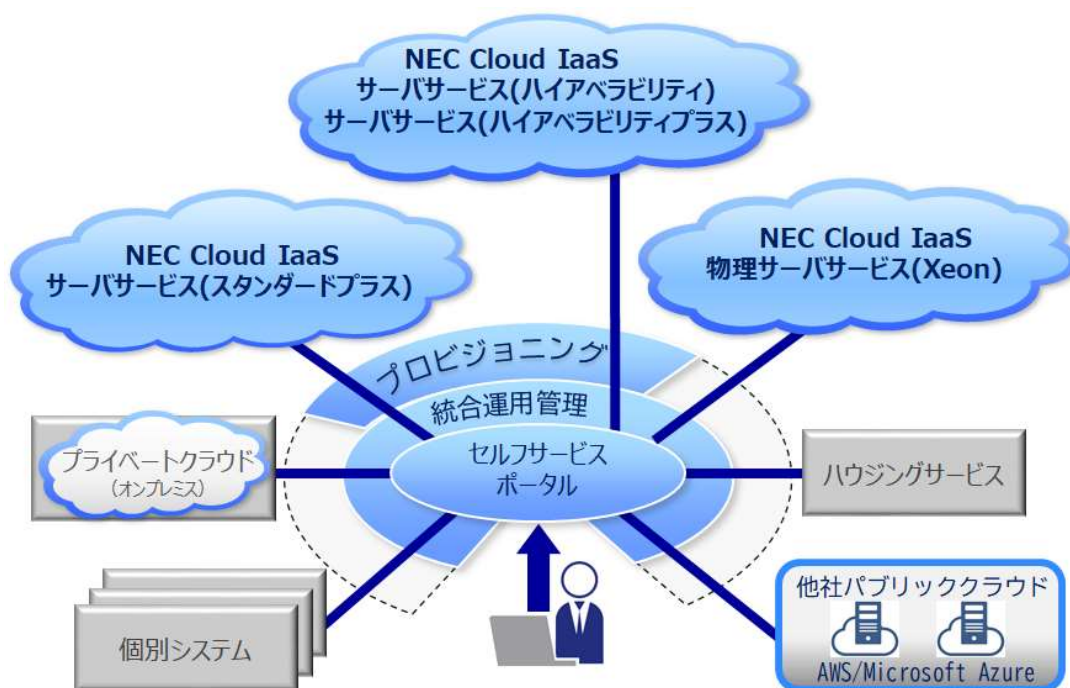 NEC Cloud IaaS
サーバサービス(ハイアベラビリティ)
サーバサービス(ハイアベラビリティプラス)
NEC Cloud IaaS
サーバサービス(スタンダードプラス)
NEC Cloud IaaS
物理サーバサービス(Xeon)
プロビジョニング
統合運用管理
セルフサービス
ポータル
プライベートクラウド
(オンプレミス)
ハウジングサービス
個別システム
他社パブリッククラウド
AWS/Microsoft Azure